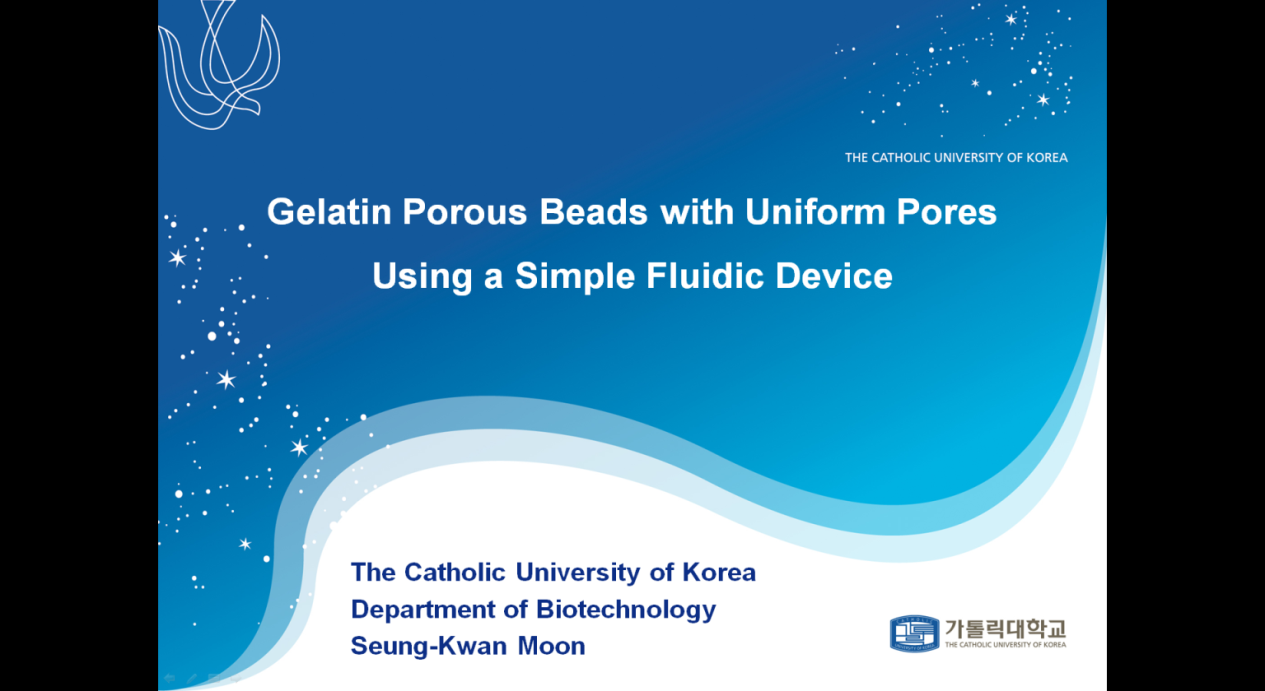 THE CATHOLIC UNIVERSITY OF KOREA
Gelatin Porous Beads with Uniform Pores
Using a Simple Fluidic Device
The Catholic University of Korea
Department of Biotechnology
Seung-Kwan Moon
가톨릭대학교
THE CATHOLIC UNIVERSITY OF KOREA